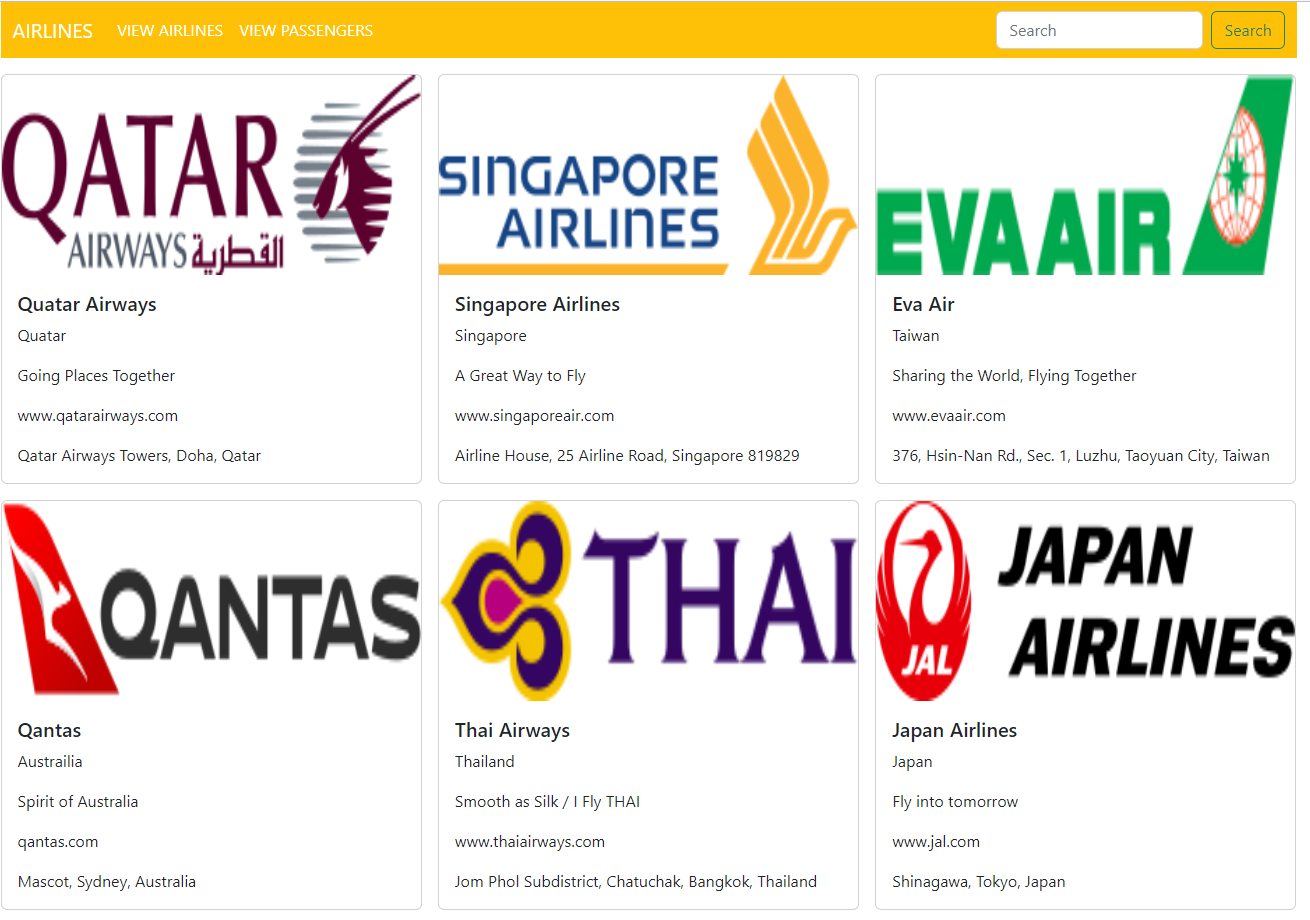 AIRLINES VIEW AIRLINES VIEW PASSENGERS Search Search
QATAR
AIRWAYS القطرية
Quatar Airways
Quatar
Going Places Together
www.qatarairways.com
Qatar Airways Towers, Doha, Qatar
SINGAPORE
AIRLINES
Singapore Airlines
Singapore
A Great Way to Fly
www.singaporeair.com
Airline House, 25 Airline Road, Singapore 819829
EVA AIR
Eva Air
Taiwan
Sharing the World, Flying Together
www.evaair.com
376, Hsin-Nan Rd., Sec. 1, Luzhu, Taoyuan City, Taiwan
QANTAS
Qantas
Austrailia
Spirit of Australia
qantas.com
Mascot, Sydney, Australia
THAI
Thai Airways
Thailand
Smooth as Silk / I Fly THAI
www.thaiairways.com
Jom Phol Subdistrict, Chatuchak, Bangkok, Thailand
JAL
JAPAN
AIRLINES
Japan Airlines
Japan
Fly into tomorrow
www.jal.com
Shinagawa, Tokyo, Japan